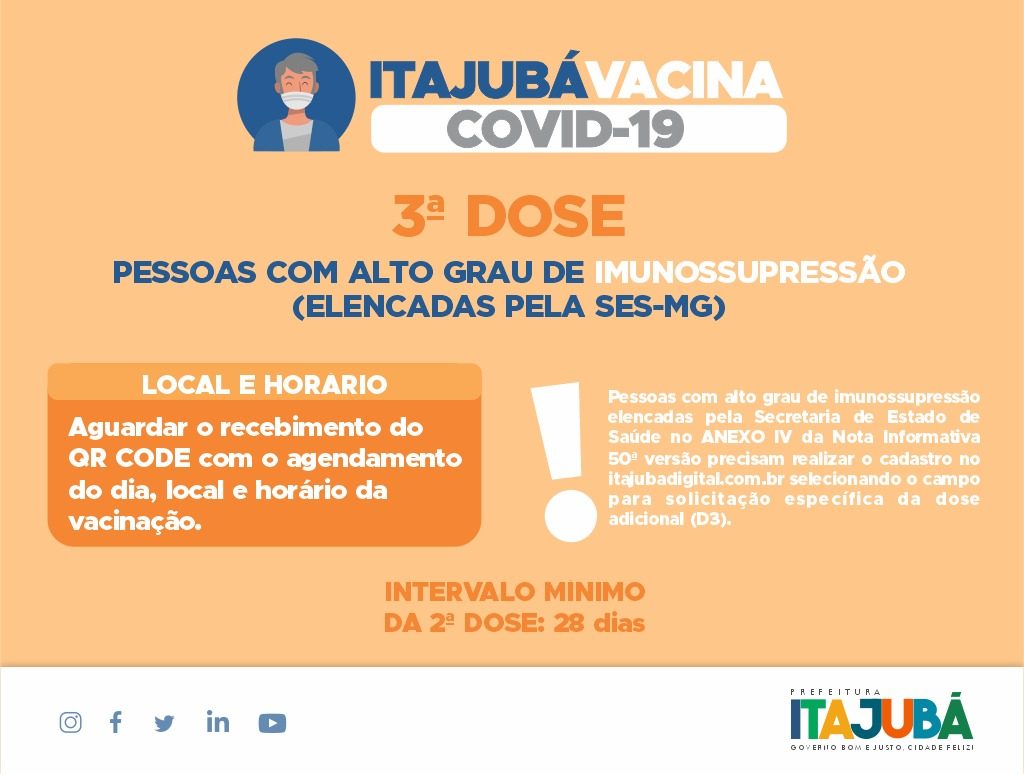 ITAJUBÁVACINA
COVID-19
3ª DOSE
PESSOAS COM ALTO GRAU DE IMUNOSSUPRESSÃO
(ELENCADAS PELA SES-MG)
LOCAL E HORÁRIO
Aguardar o recebimento do
QR CODE com o agendamento
do dia, local e horário da
vacinação.
!
Pessoas com alto grau de imunossupressão
elencadas pela Secretaria de Estado de
Saúde no ANEXO IV da Nota Informativa
50ª versão precisam realizar o cadastro no
itajubadigital.com.br selecionando o campo
para solicitação específica da dose
adicional (D3).
INTERVALO MÍNIMO
DA 2ª DOSE: 28 dias
PREFEITURA
ITAJUBÁ
GOVERNO BOM E JUSTO, CIDADE FELIZ!